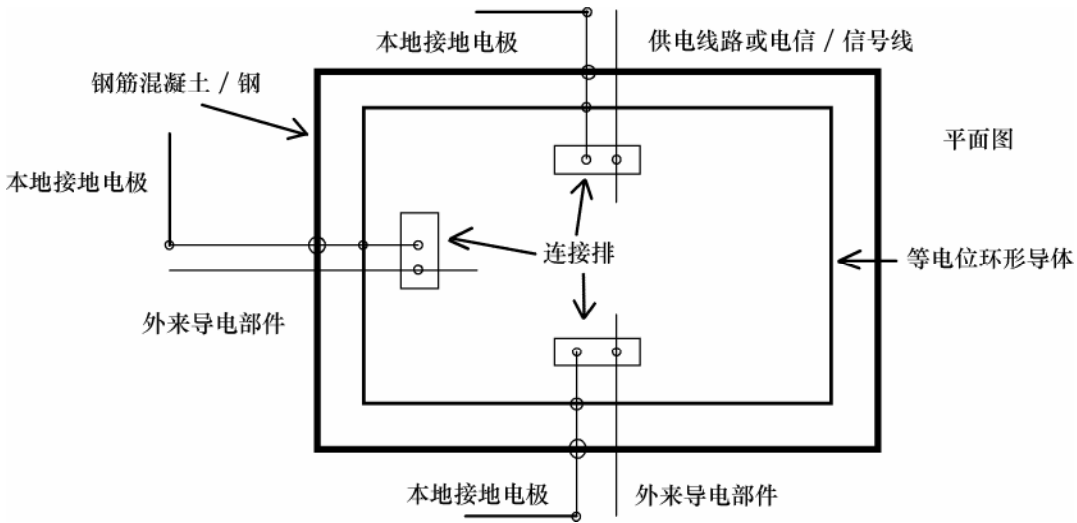 本地接地电极
供电线路或电信 / 信号线
钢筋混凝土 / 钢
平面图
本地接地电极
连接排
等电位环形导体
外来导电部件
本地接地电极
外来导电部件